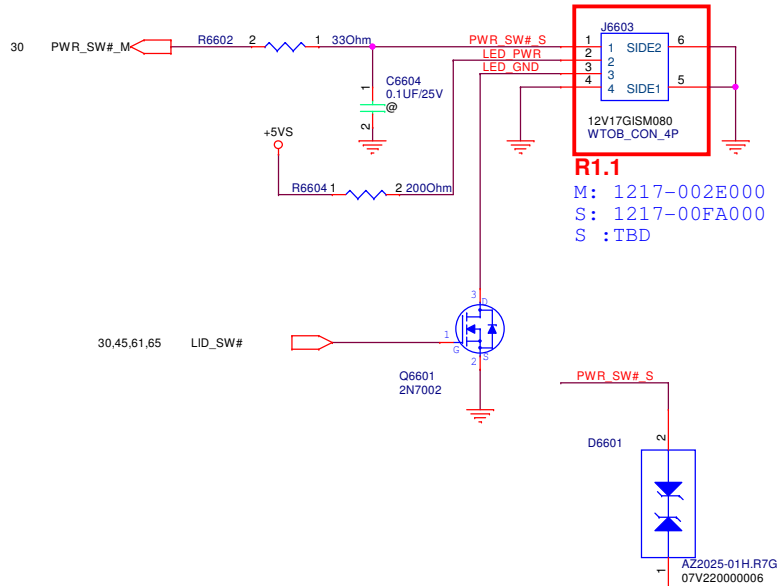 J6603
30 PWR_SW#_M R6602 2 1 33Ohm PWR_SW#_S 1 1 SIDE2 6
LED_PWR 2 2
LED_GND 3 3
4 4 SIDE1 5
1 C6604
0.1UF/25V
@
2
12V17GISM080
WTOB_CON_4P
+5VS
R1.1
R6604 1 2 200Ohm
M: 1217-002E000
S: 1217-00FA000
S :TBD
3 D
30,45,61,65 LID_SW# 1 G
2 S
Q6601
2N7002
PWR_SW#_S
D6601 2
1 AZ2025-01H.R7G
07V220000006